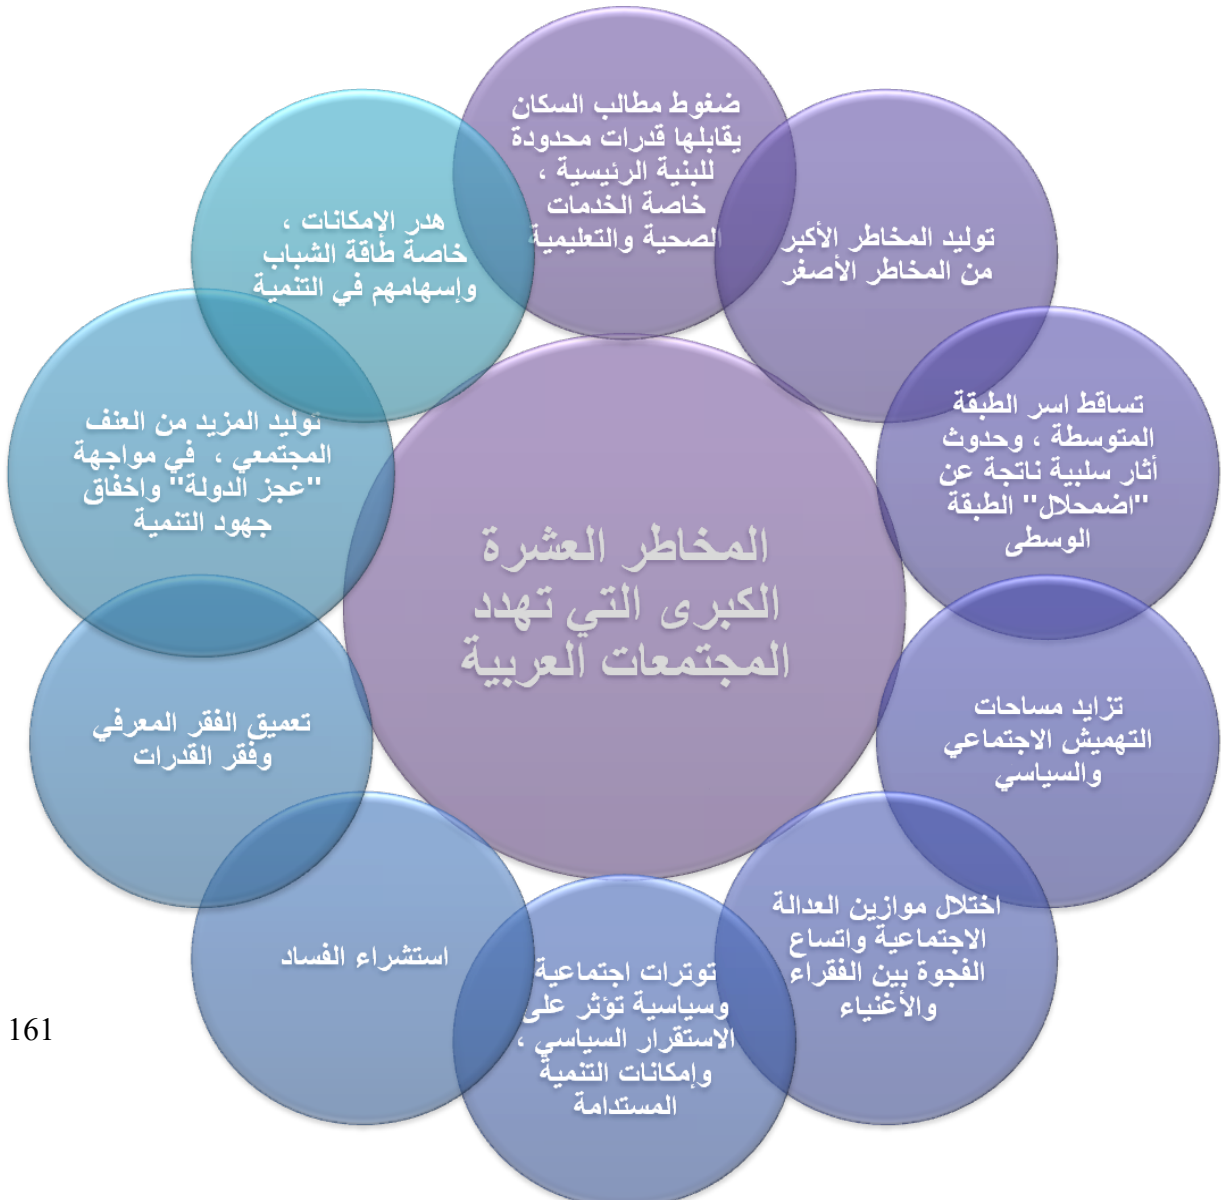 المخاطر العشرة
الكبرى التي تهدد
المجتمعات العربية
ضغوط مطالب السكان
يقابلها قدرات محدودة
للبنية الرئيسية ،
خاصة الخدمات
الصحية والتعليمية
توليد المخاطر الأكبر
من المخاطر الأصغر
تساقط اسر الطبقة
المتوسطة ، وحدوث
أثار سلبية ناتجة عن
"اضمحلال" الطبقة
الوسطى
تزايد مساحات
التهميش الاجتماعي
والسياسي
اختلال موازين العدالة
الاجتماعية واتساع
الفجوة بين الفقراء
والأغنياء
توترات اجتماعية
وسياسية تؤثر على
الاستقرار السياسي ،
وإمكانات التنمية
المستدامة
استشراء الفساد
تعميق الفقر المعرفي
وفقر القدرات
توليد المزيد من العنف
المجتمعي ، في مواجهة
"عجز الدولة" واخفاق
جهود التنمية
هدر الإمكانات ،
خاصة طاقة الشباب
وإسهامهم في التنمية
161